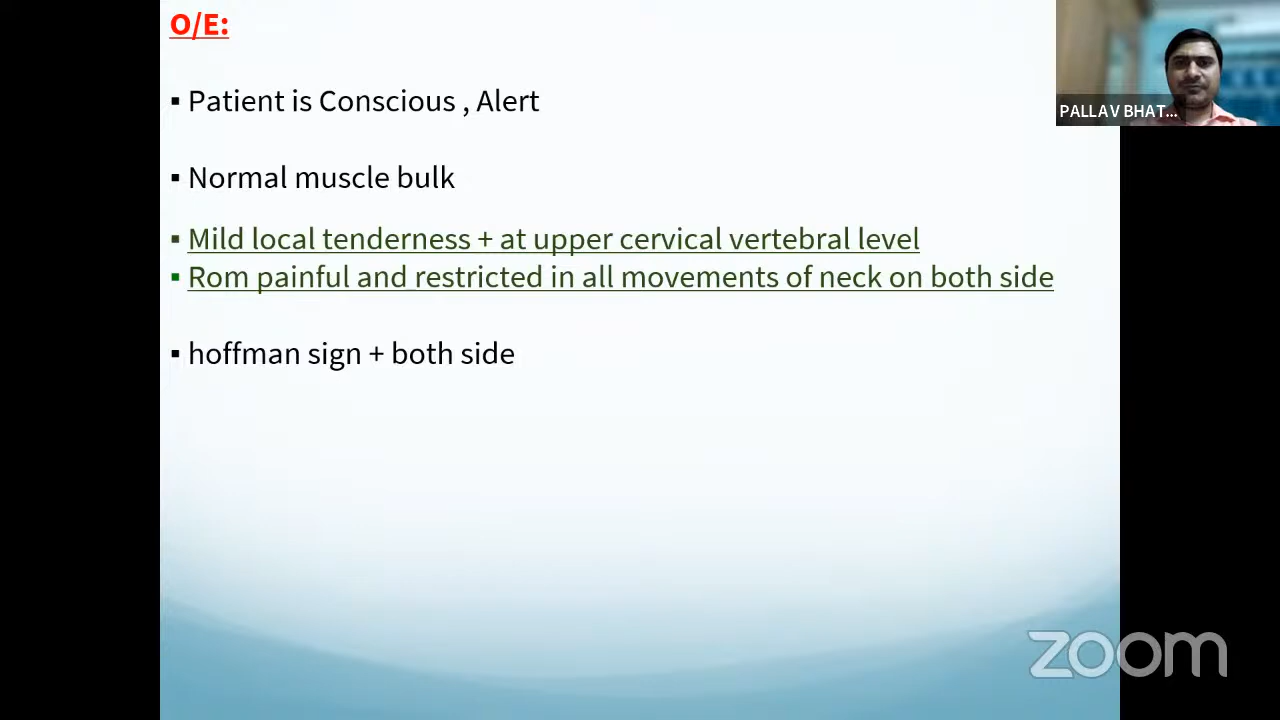 O/E:
▪ Patient is Conscious , Alert
▪ Normal muscle bulk
▪ Mild local tenderness + at upper cervical vertebral level
▪ Rom painful and restricted in all movements of neck on both side
▪ hoffman sign + both side
PALLAV BHAT...
zoom